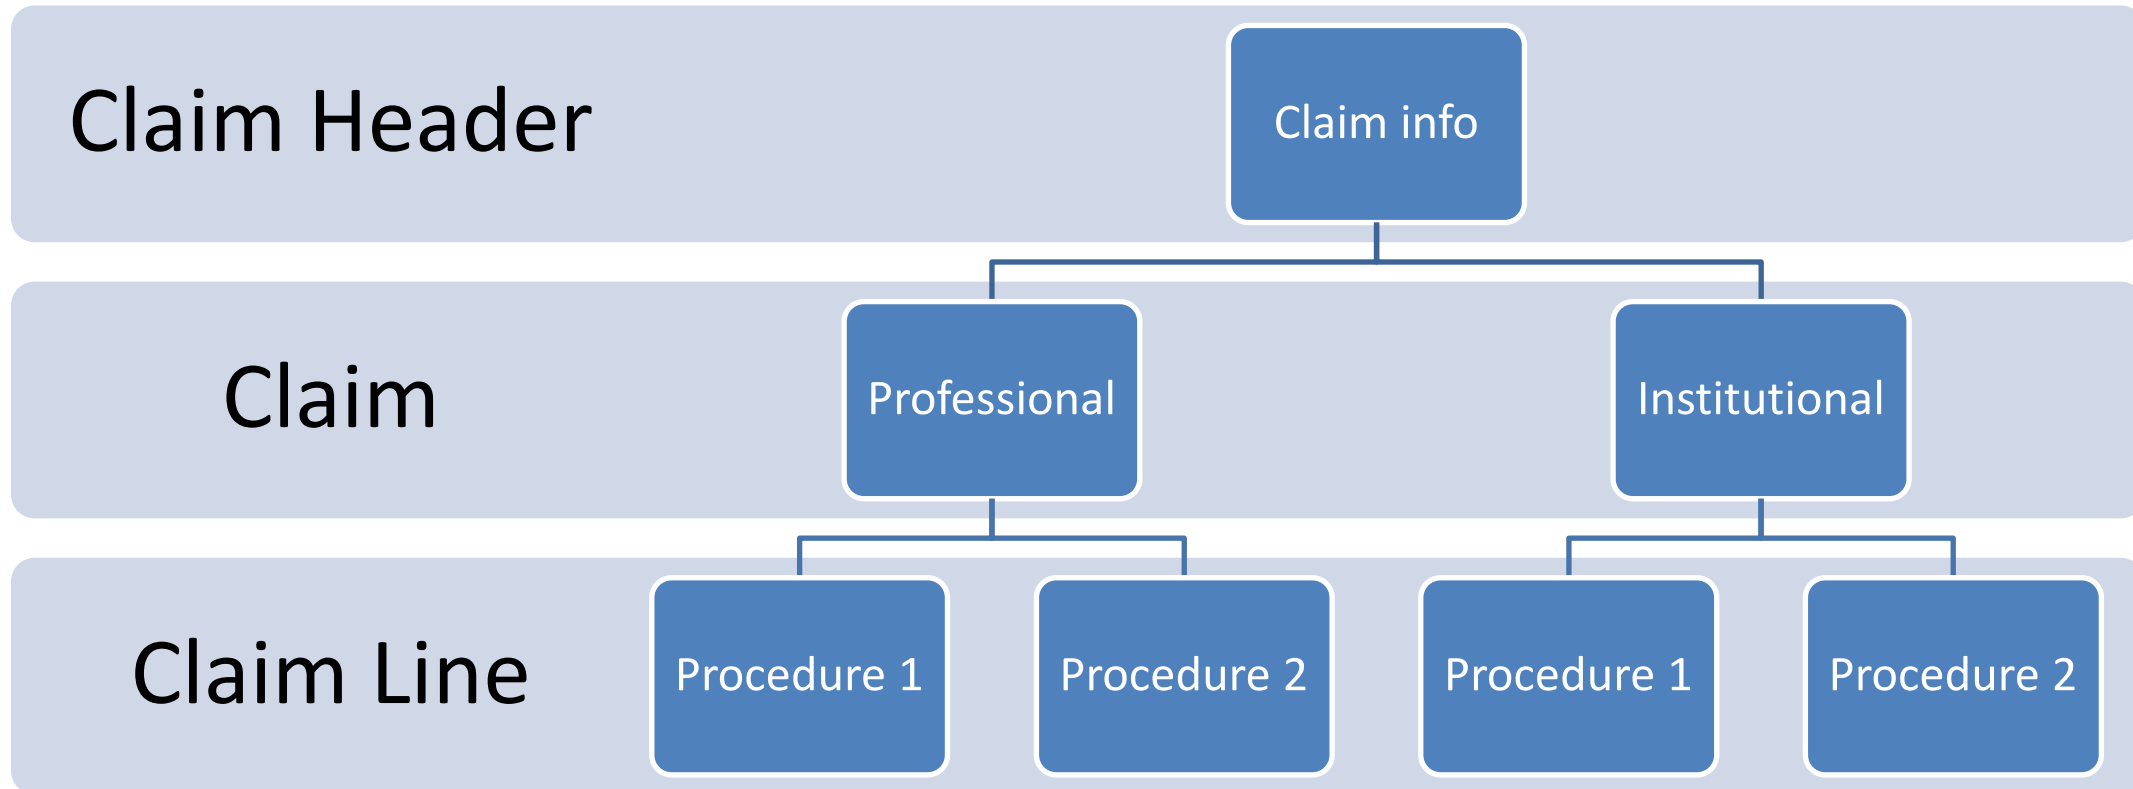 Claim Header
Claim info
Claim
Professional
Institutional
Claim Line
Procedure 1
Procedure 2
Procedure 1
Procedure 2